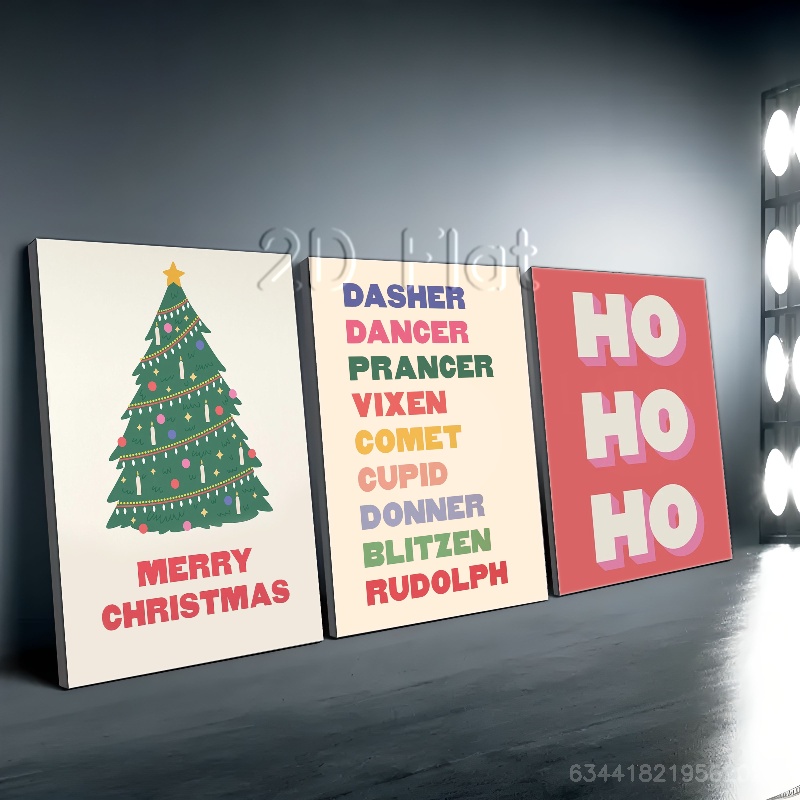 2D Flat
MERRY
CHRISTMAS
DASHER
DANCER
PRANCER
VIXEN
COMET
CUPID
DONNER
BLITZEN
RUDOLPH
HO
HO
HO